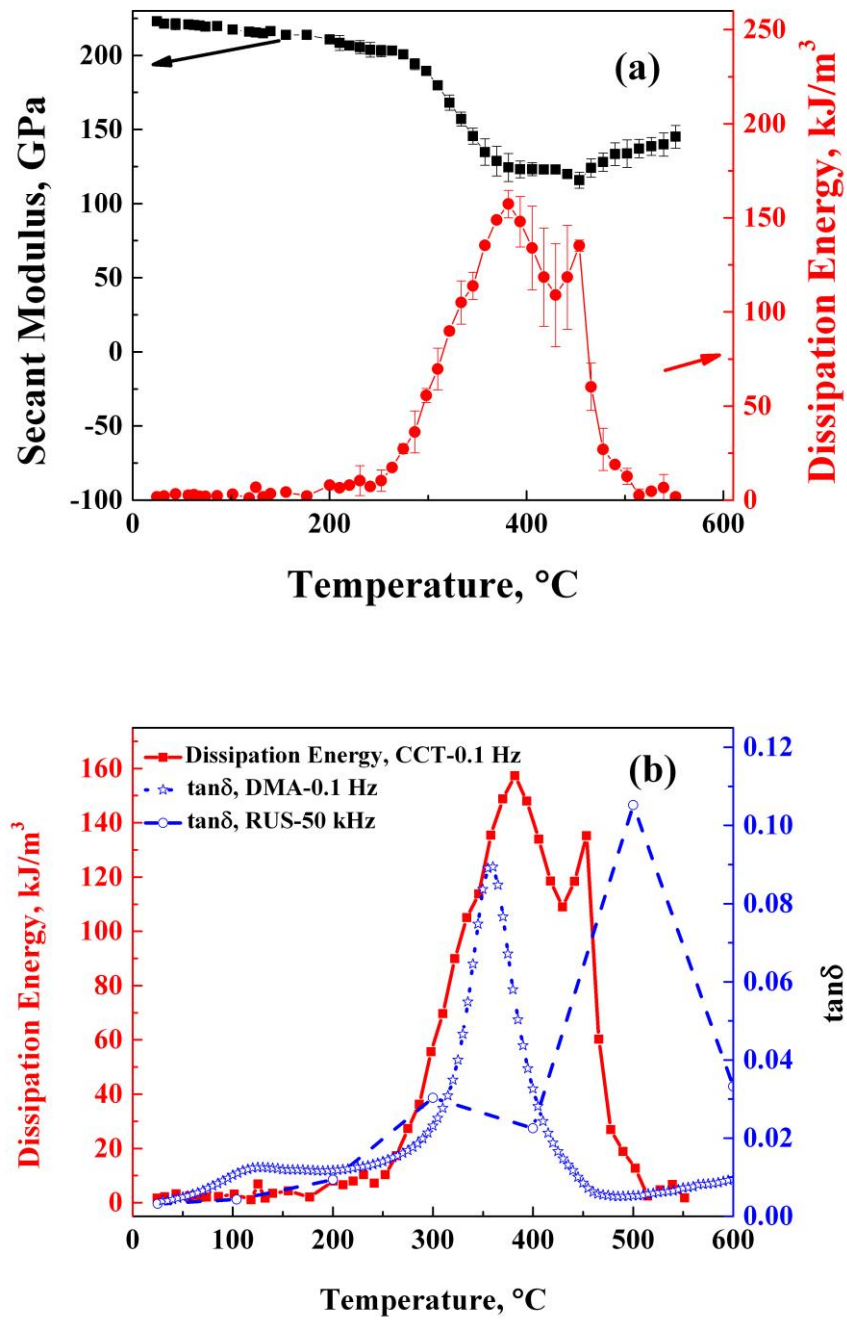 (a)
Secant Modulus, GPa
200
150
100
50
0
-50
-100
Dissipation Energy, kJ/m³
250
200
150
100
50
0
0 200 400 600
Temperature, °C
(b)
Dissipation Energy, CCT-0.1 Hz
tanδ, DMA-0.1 Hz
tanδ, RUS-50 kHz
Dissipation Energy, kJ/m³
160
140
120
100
80
60
40
20
0
tanδ
0.12
0.10
0.08
0.06
0.04
0.02
0.00
0 100 200 300 400 500 600
Temperature, °C